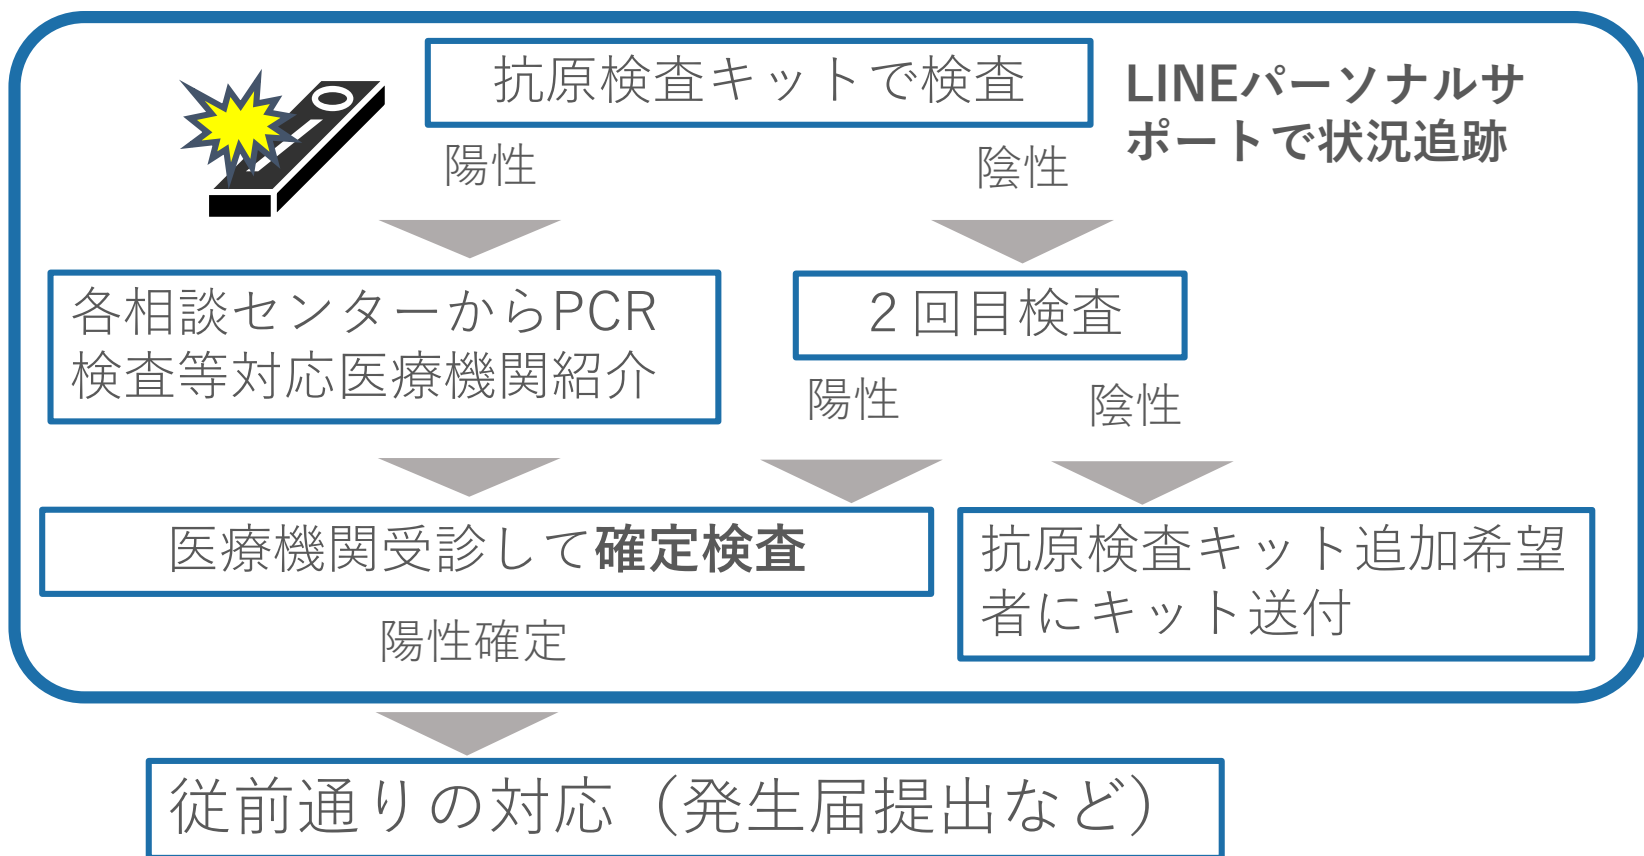 抗原検査キットで検査
LINEパーソナルサ
ポートで状況追跡
陽性
陰性
各相談センターからPCR
検査等対応医療機関紹介
２回目検査
陽性
陰性
医療機関受診して確定検査
抗原検査キット追加希望
者にキット送付
陽性確定
従前通りの対応（発生届提出など）